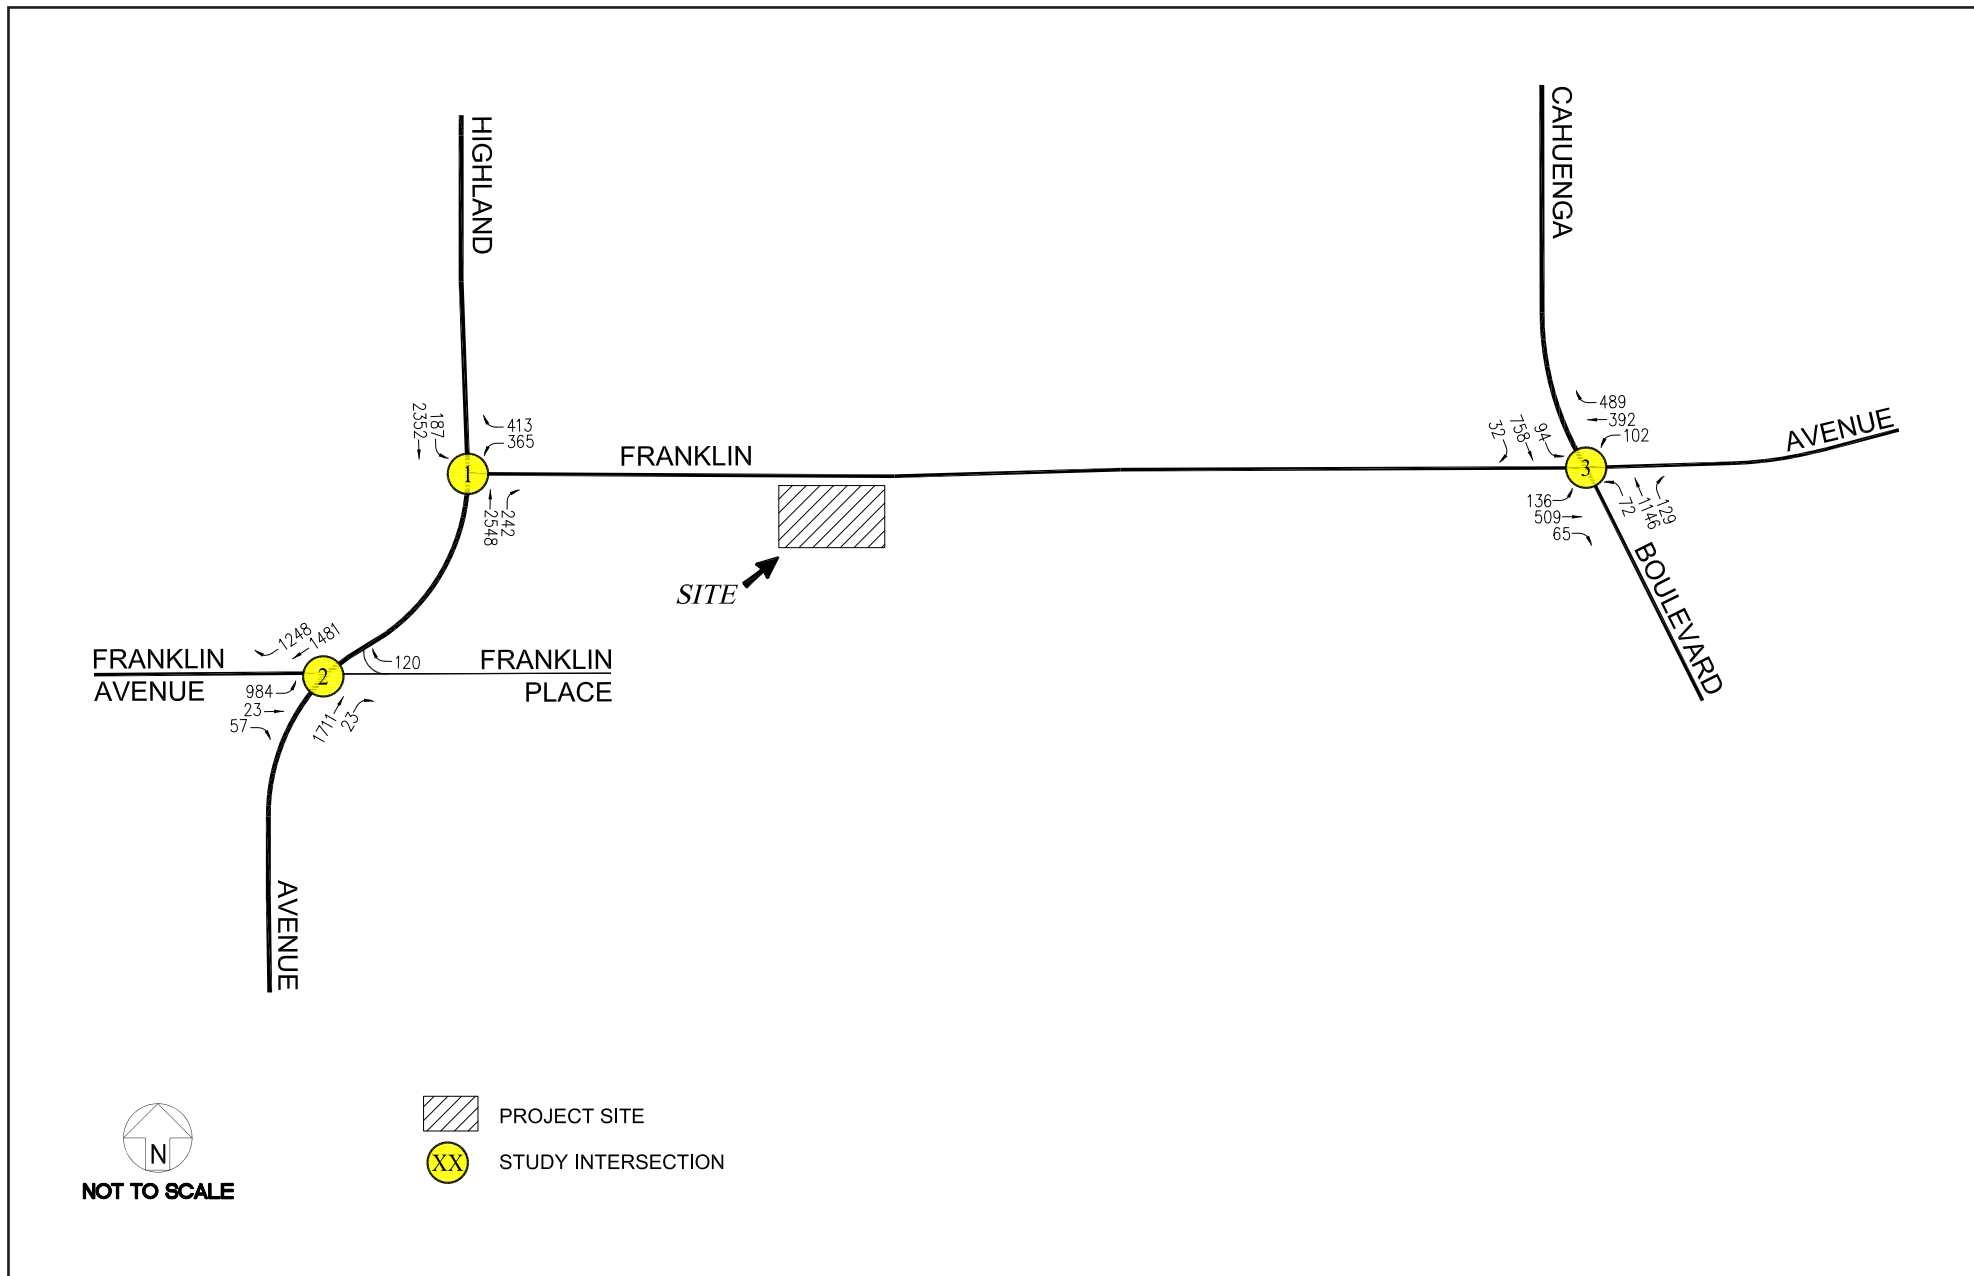 HIGHLAND
CAHUENGA
2352
187
413
365
FRANKLIN
1
2548
242
SITE
32
758
94
489
392
102
AVENUE
3
136
509
65
72
1146
129
BOULEVARD
1248
1481
FRANKLIN
AVENUE
2
120
FRANKLIN
PLACE
984
23
57
1711
23
AVENUE
N
NOT TO SCALE
PROJECT SITE
XX
STUDY INTERSECTION